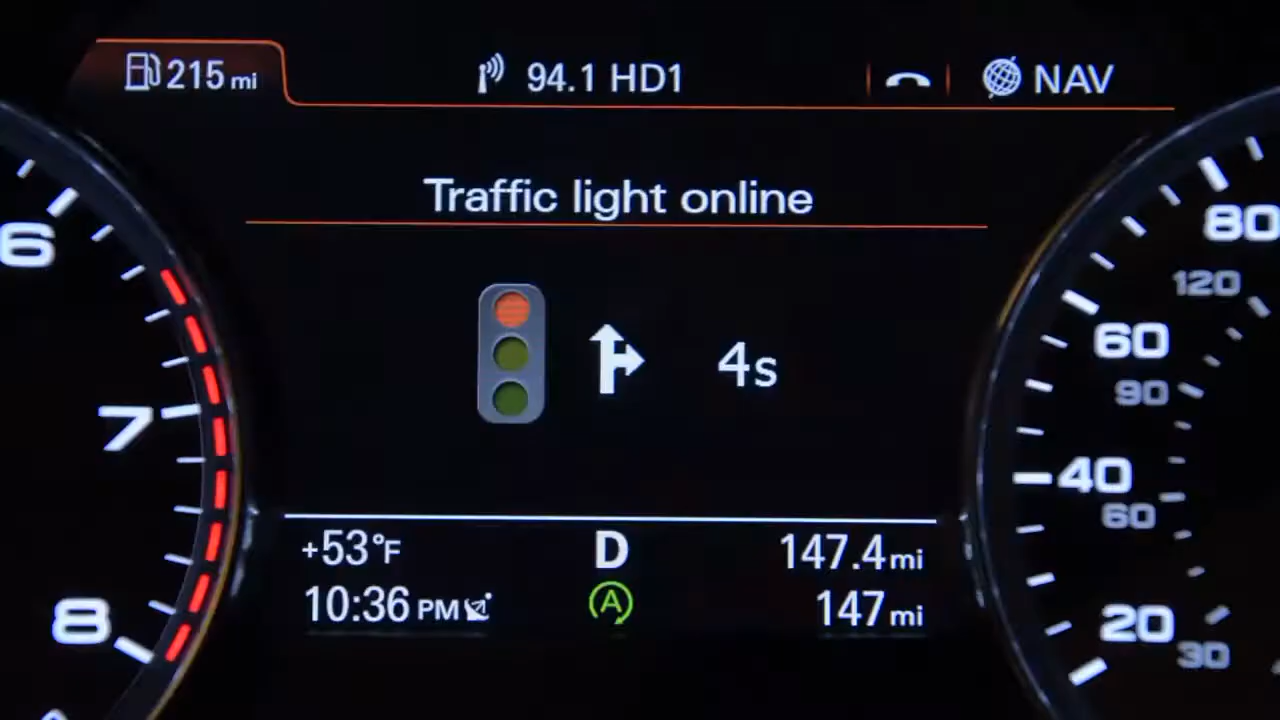 215 mi
94.1 HD1
NAV
Traffic light online
4s
+53°F
D
147.4 mi
10:36 PM
A
147 mi
6
7
8
80
120
60
90
40
60
20
30